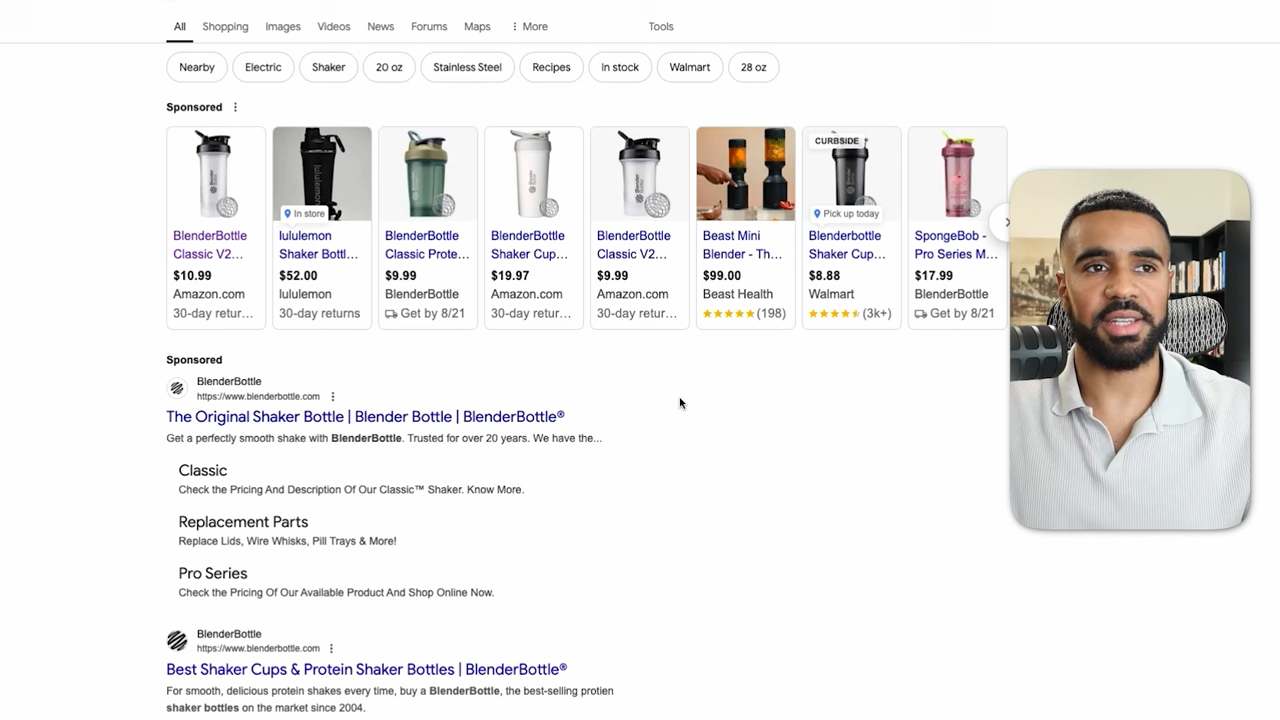 All Shopping Images Videos News Forums Maps More Tools
Nearby Electric Shaker 20 oz Stainless Steel Recipes In stock Walmart 28 oz
Sponsored
BlenderBottle
Classic V2...
$10.99
Amazon.com
30-day retur...
lululemon
In store
lululemon
Shaker Bottl...
$52.00
lululemon
30-day returns
BlenderBottle
Classic Prote...
$9.99
BlenderBottle
Get by 8/21
BlenderBottle
Shaker Cup...
$19.97
Amazon.com
30-day retur...
BlenderBottle
Classic V2...
$9.99
Amazon.com
30-day retur...
Beast Mini
Blender - Th...
$99.00
Beast Health
(198)
CURBSIDE
Pick up today
Blenderbottle
Shaker Cup...
$8.88
Walmart
(3k+)
SpongeBob -
Pro Series M...
$17.99
BlenderBottle
Get by 8/21
Sponsored
BlenderBottle
https://www.blenderbottle.com
The Original Shaker Bottle | Blender Bottle | BlenderBottle®
Get a perfectly smooth shake with BlenderBottle. Trusted for over 20 years. We have the...
Classic
Check the Pricing And Description Of Our Classic™ Shaker. Know More.
Replacement Parts
Replace Lids, Wire Whisks, Pill Trays & More!
Pro Series
Check the Pricing Of Our Available Product And Shop Online Now.
BlenderBottle
https://www.blenderbottle.com
Best Shaker Cups & Protein Shaker Bottles | BlenderBottle®
For smooth, delicious protein shakes every time, buy a BlenderBottle, the best-selling protien
shaker bottles on the market since 2004.